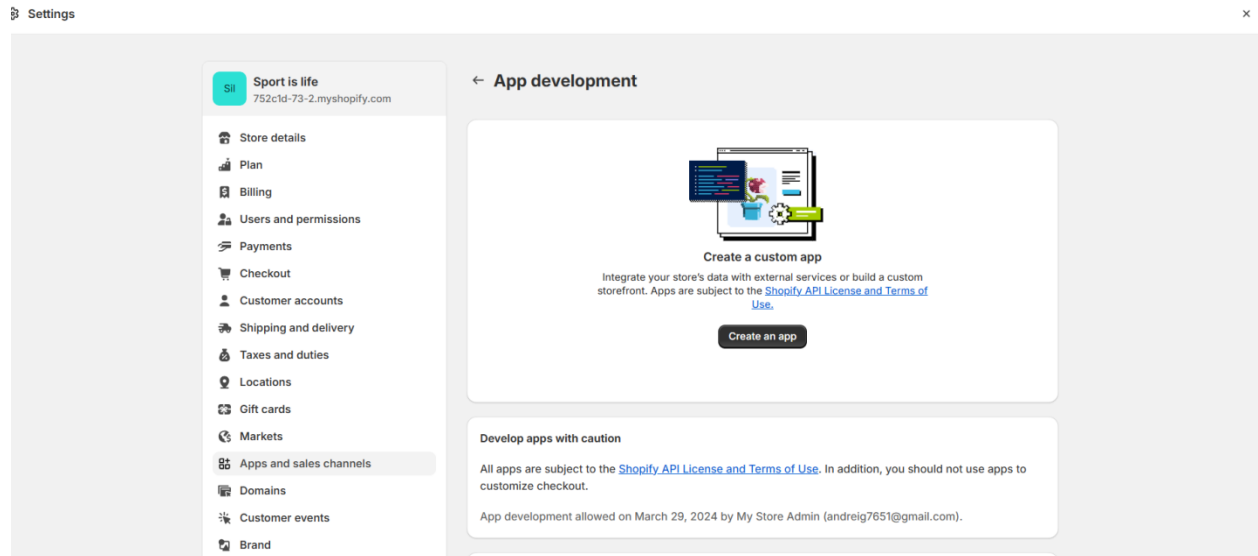 Settings
Sil
Sport is life
752c1d-73-2.myshopify.com
Store details
Plan
Billing
Users and permissions
Payments
Checkout
Customer accounts
Shipping and delivery
Taxes and duties
Locations
Gift cards
Markets
Apps and sales channels
Domains
Customer events
Brand
App development
Create a custom app
Integrate your store's data with external services or build a custom
storefront. Apps are subject to the Shopify API License and Terms of
Use.
Create an app
Develop apps with caution
All apps are subject to the Shopify API License and Terms of Use. In addition, you should not use apps to
customize checkout.
App development allowed on March 29, 2024 by My Store Admin (andreig7651@gmail.com).